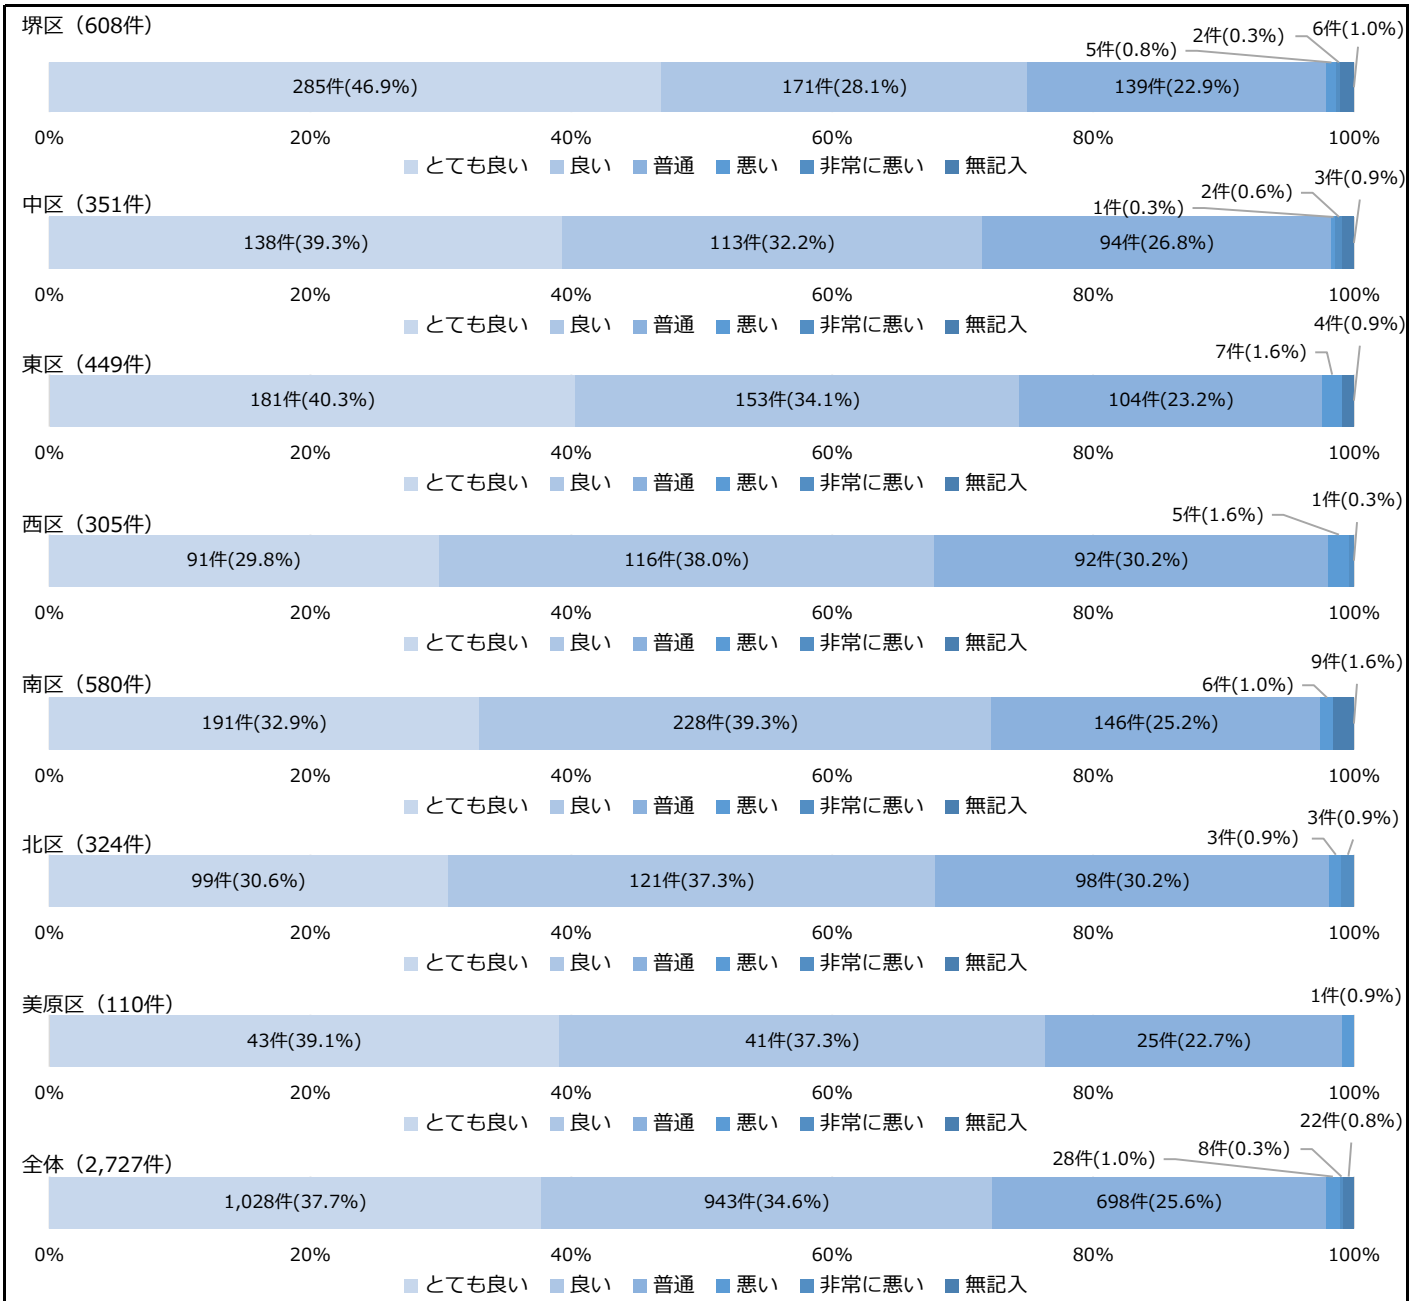 堺区（608件）
5件(0.8%) 2件(0.3%) 6件(1.0%)
285件(46.9%) 171件(28.1%) 139件(22.9%)
0% 20% 40% 60% 80% 100%
とても良い 良い 普通 悪い 非常に悪い 無記入
中区（351件）
1件(0.3%) 2件(0.6%) 3件(0.9%)
138件(39.3%) 113件(32.2%) 94件(26.8%)
0% 20% 40% 60% 80% 100%
とても良い 良い 普通 悪い 非常に悪い 無記入
東区（449件）
7件(1.6%) 4件(0.9%)
181件(40.3%) 153件(34.1%) 104件(23.2%)
0% 20% 40% 60% 80% 100%
とても良い 良い 普通 悪い 非常に悪い 無記入
西区（305件）
5件(1.6%) 1件(0.3%)
91件(29.8%) 116件(38.0%) 92件(30.2%)
0% 20% 40% 60% 80% 100%
とても良い 良い 普通 悪い 非常に悪い 無記入
南区（580件）
6件(1.0%) 9件(1.6%)
191件(32.9%) 228件(39.3%) 146件(25.2%)
0% 20% 40% 60% 80% 100%
とても良い 良い 普通 悪い 非常に悪い 無記入
北区（324件）
3件(0.9%) 3件(0.9%)
99件(30.6%) 121件(37.3%) 98件(30.2%)
0% 20% 40% 60% 80% 100%
とても良い 良い 普通 悪い 非常に悪い 無記入
美原区（110件）
1件(0.9%)
43件(39.1%) 41件(37.3%) 25件(22.7%)
0% 20% 40% 60% 80% 100%
とても良い 良い 普通 悪い 非常に悪い 無記入
全体（2,727件）
28件(1.0%) 8件(0.3%) 22件(0.8%)
1,028件(37.7%) 943件(34.6%) 698件(25.6%)
0% 20% 40% 60% 80% 100%
とても良い 良い 普通 悪い 非常に悪い 無記入